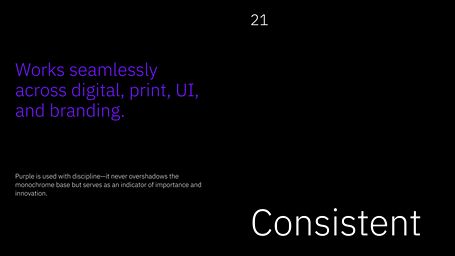 21
Works seamlessly
across digital, print, UI,
and branding.
Purple is used with discipline—it never overshadows the
monochrome base but serves as an indicator of importance and
innovation.
Consistent